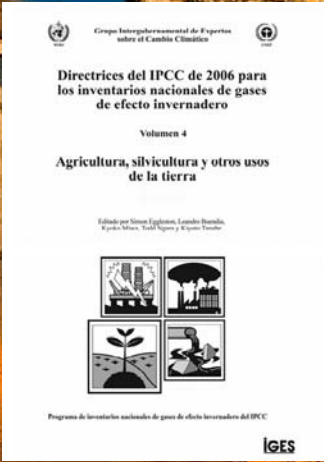 Grupo Intergubernamental de Expertos
sobre el Cambio Climático
WMO
UNEP
Directrices del IPCC de 2006 para
los inventarios nacionales de gases
de efecto invernadero
Volumen 4
Agricultura, silvicultura y otros usos
de la tierra
Editado por Simon Eggleston, Leandro Buendia,
Kyoko Miwa, Todd Ngara y Kiyoto Tanabe
Programa de inventarios nacionales de gases de efecto invernadero del IPCC
IGES